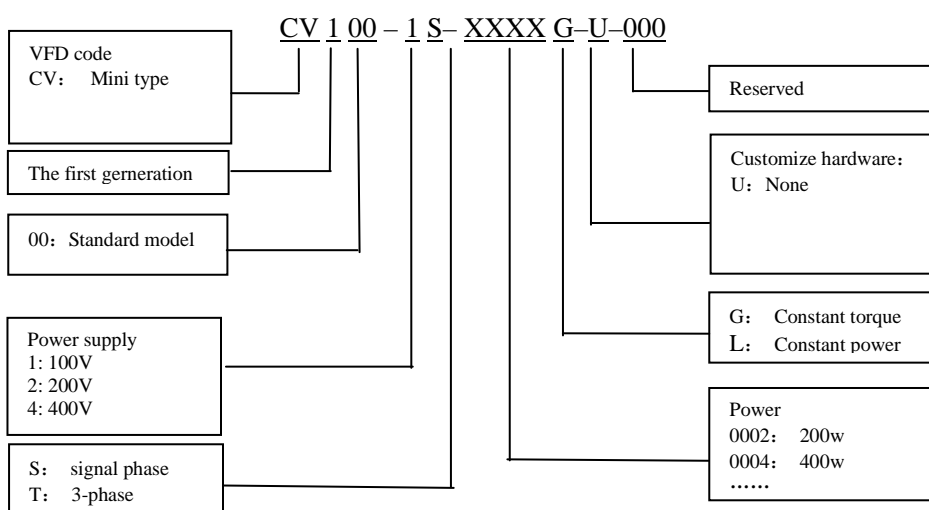 CV 1 00 – 1 S– XXXX G–U–000
VFD code
CV： Mini type
The first gerneration
00：Standard model
Power supply
1: 100V
2: 200V
4: 400V
S： signal phase
T： 3-phase
Reserved
Customize hardware：
U：None
G： Constant torque
L： Constant power
Power
0002： 200w
0004： 400w
……